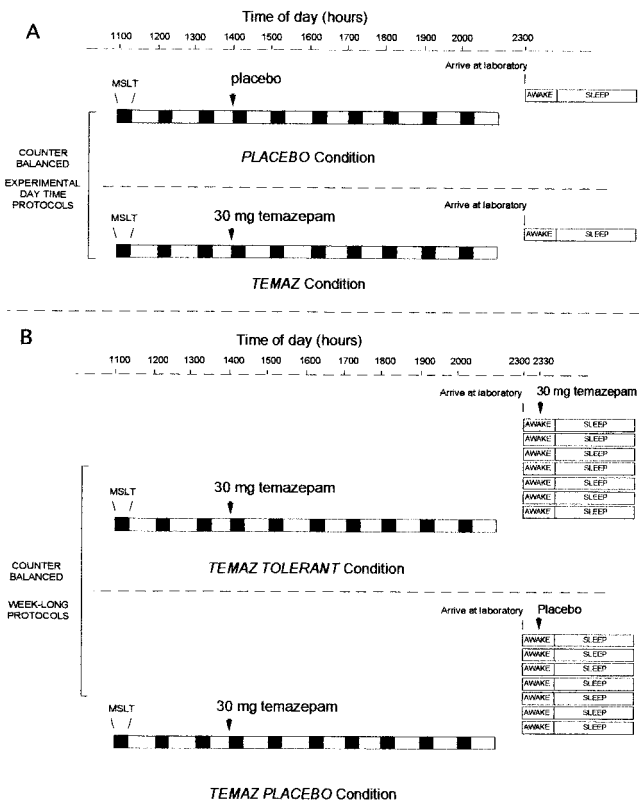 A
Time of day (hours)
1100 1200 1300 1400 1500 1600 1700 1800 1900 2000 2300
Arrive at laboratory
MSLT
placebo
AWAKE SLEEP
COUNTER
BALANCED
EXPERIMENTAL
DAY TIME
PROTOCOLS
PLACEBO Condition
Arrive at laboratory
MSLT
30 mg temazepam
AWAKE SLEEP
TEMAZ Condition
B
Time of day (hours)
1100 1200 1300 1400 1500 1600 1700 1800 1900 2000 2300 2330
Arrive at laboratory
30 mg temazepam
AWAKE SLEEP
AWAKE SLEEP
AWAKE SLEEP
AWAKE SLEEP
AWAKE SLEEP
AWAKE SLEEP
AWAKE SLEEP
MSLT
30 mg temazepam
COUNTER
BALANCED
WEEK-LONG
PROTOCOLS
TEMAZ TOLERANT Condition
Arrive at laboratory
Placebo
AWAKE SLEEP
AWAKE SLEEP
AWAKE SLEEP
AWAKE SLEEP
AWAKE SLEEP
AWAKE SLEEP
AWAKE SLEEP
MSLT
30 mg temazepam
TEMAZ PLACEBO Condition